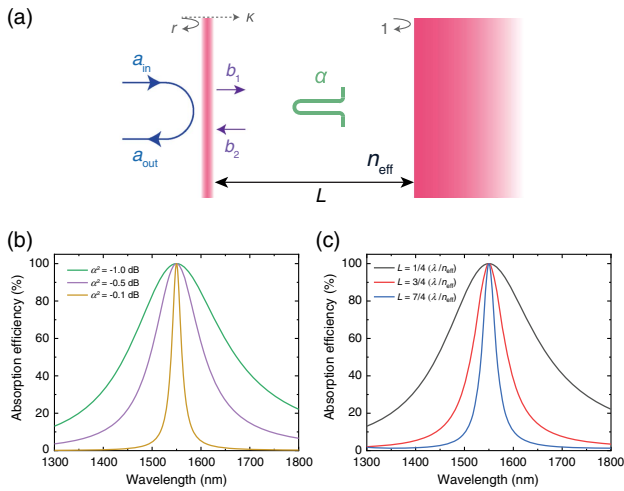 (a)
r
κ
1
a_in
b₁
α
b₂
a_out
n_eff
L
(b)
(c)
Absorption efficiency (%)
100
80
60
40
20
0
α² = -1.0 dB
α² = -0.5 dB
α² = -0.1 dB
1300 1400 1500 1600 1700 1800
Wavelength (nm)
Absorption efficiency (%)
100
80
60
40
20
0
L = 1/4 (λ/n_eff)
L = 3/4 (λ/n_eff)
L = 7/4 (λ/n_eff)
1300 1400 1500 1600 1700 1800
Wavelength (nm)